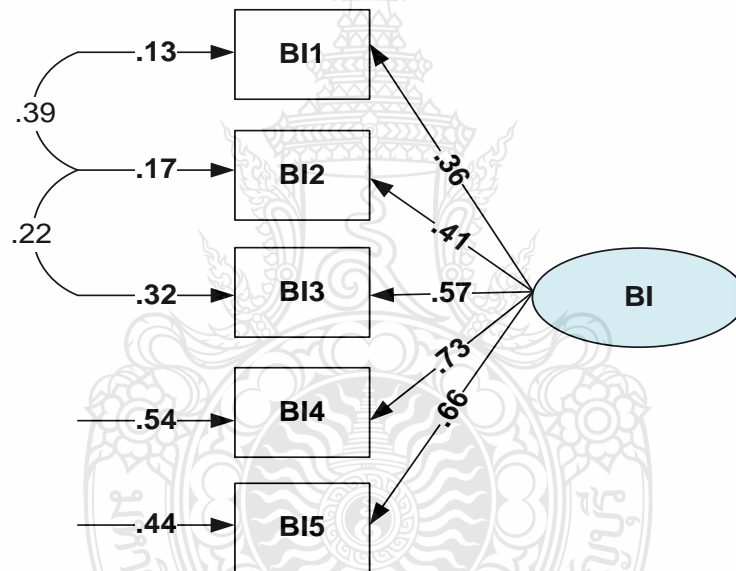 .13
BI1
.39
.36
.17
BI2
.41
.22
.32
BI3
.57
BI
.73
.54
BI4
.66
.44
BI5